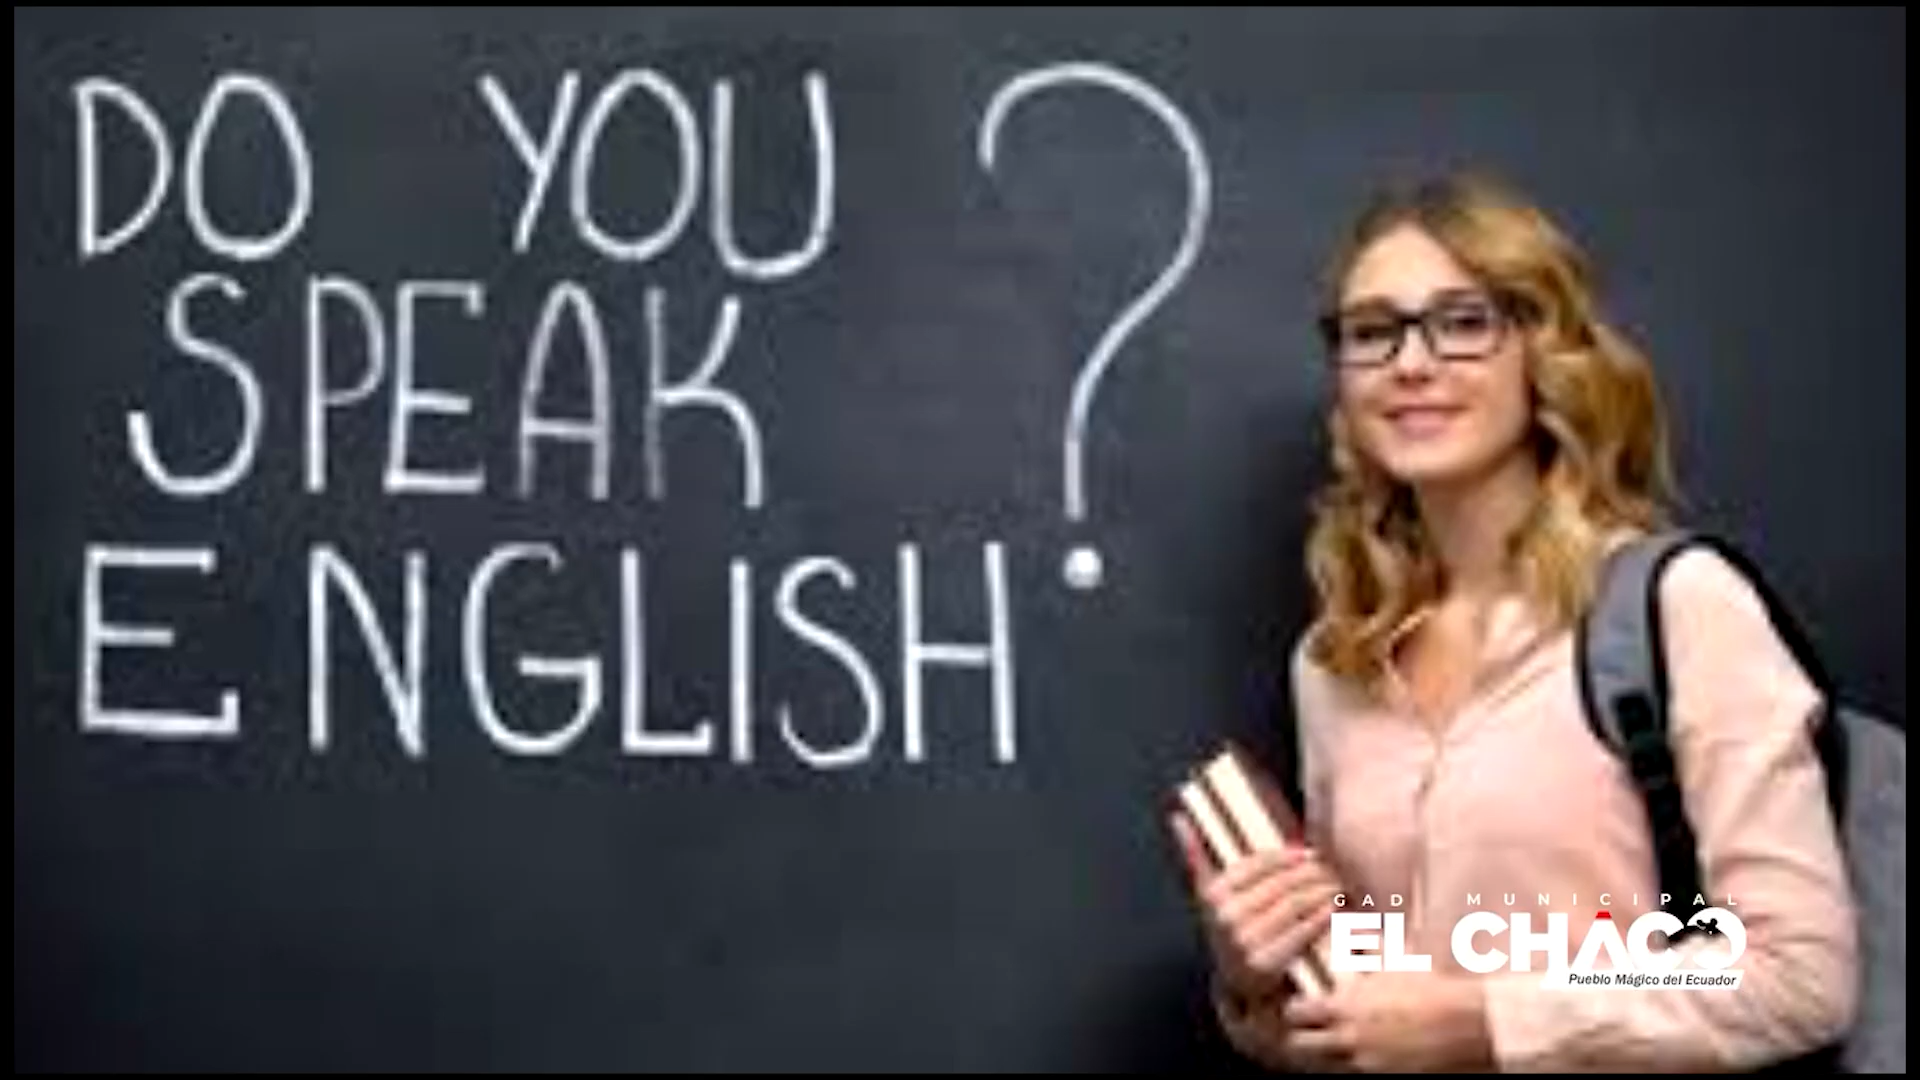 DO YOU ?
SPEAK
ENGLISH
GAD MUNICIPAL
EL CHACO
Pueblo Mágico del Ecuador